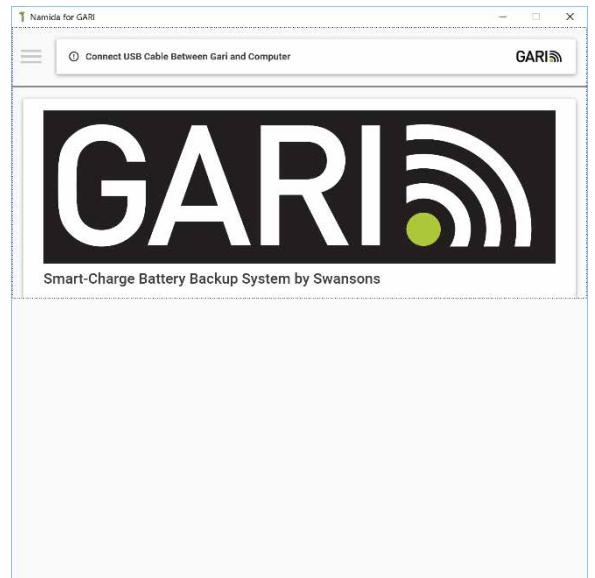 Namida for GARI
Connect USB Cable Between Gari and Computer
GARI
GARI
Smart-Charge Battery Backup System by Swansons